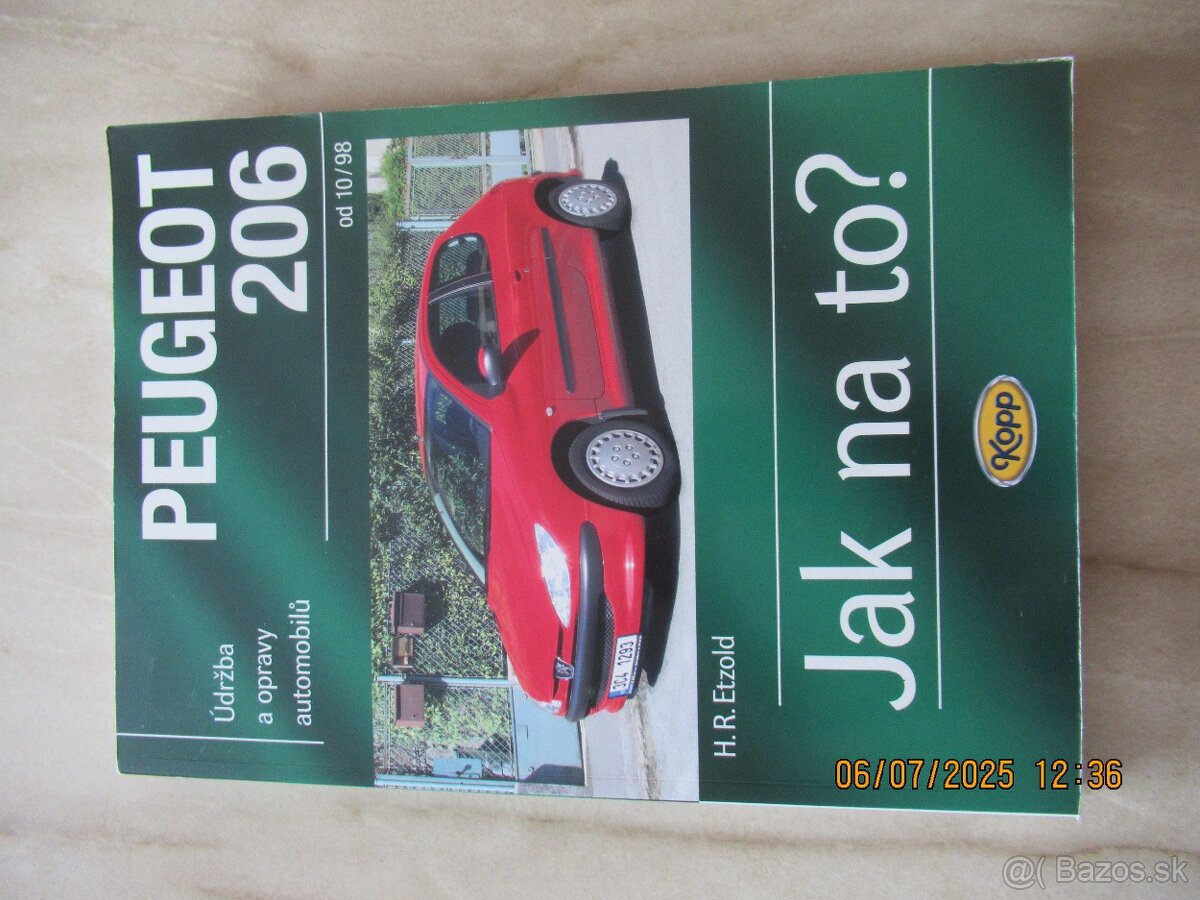 Údržba
a opravy
automobilů
PEUGEOT
206
od 10/98
3C4 1293
H. R. Etzold
Jak na to?
Kopp
06/07/2025 12:36
@( Bazos.sk